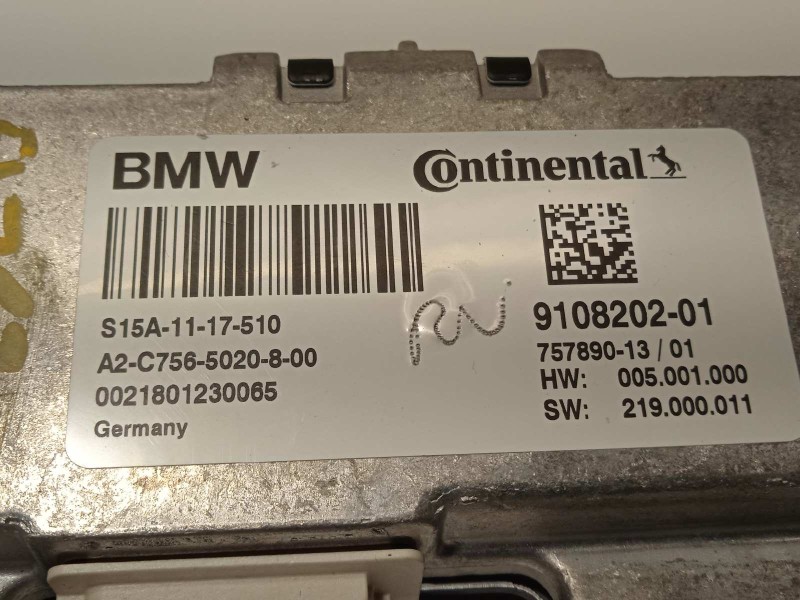 BMW
Continental
S15A-11-17-510
A2-C756-5020-8-00
0021801230065
Germany
9108202-01
757890-13 / 01
HW: 005.001.000
SW: 219.000.011